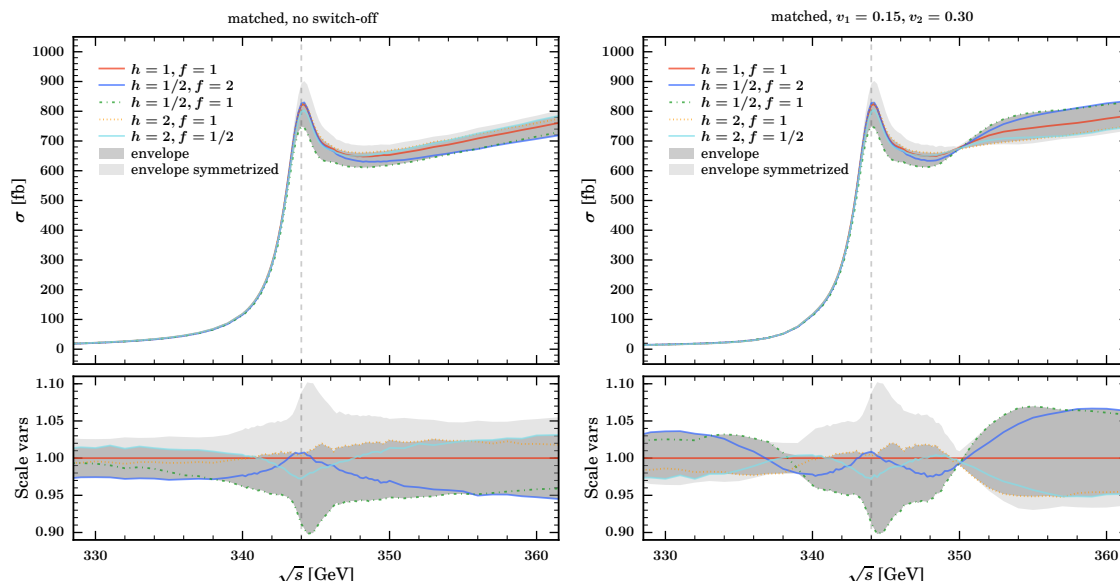 matched, no switch-off
1000
900
800
700
600
500
400
300
200
100
0
σ [fb]
h = 1, f = 1
h = 1/2, f = 2
h = 1/2, f = 1
h = 2, f = 1
h = 2, f = 1/2
envelope
envelope symmetrized
1.10
1.05
1.00
0.95
0.90
Scale vars
330
340
350
360
√s [GeV]
matched, v₁ = 0.15, v₂ = 0.30
1000
900
800
700
600
500
400
300
200
100
0
σ [fb]
h = 1, f = 1
h = 1/2, f = 2
h = 1/2, f = 1
h = 2, f = 1
h = 2, f = 1/2
envelope
envelope symmetrized
1.10
1.05
1.00
0.95
0.90
Scale vars
330
340
350
360
√s [GeV]